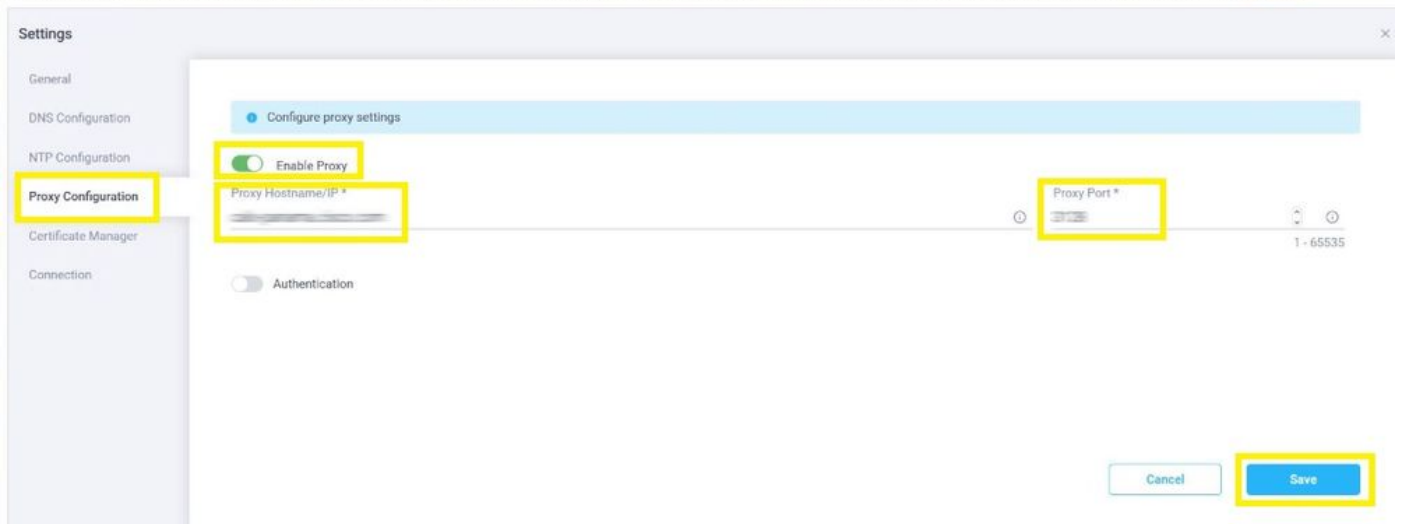 Settings
General
DNS Configuration
NTP Configuration
Proxy Configuration
Certificate Manager
Connection
Configure proxy settings
Enable Proxy
Proxy Hostname/IP *
Proxy Port *
1 - 65535
Authentication
Cancel
Save